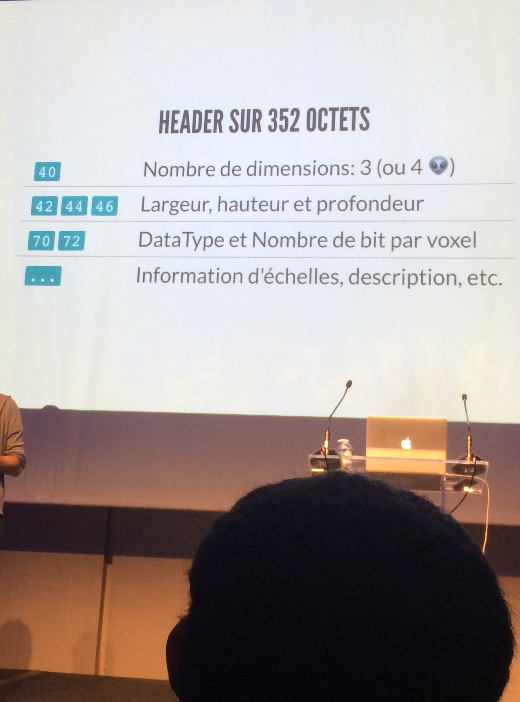 HEADER SUR 352 OCTETS
40 Nombre de dimensions: 3 (ou 4 👽)
42 44 46 Largeur, hauteur et profondeur
70 72 DataType et Nombre de bit par voxel
... Information d'échelles, description, etc.